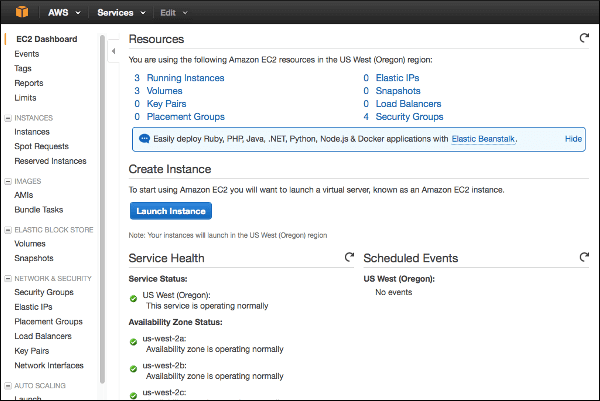 AWS Services Edit
EC2 Dashboard
Events
Tags
Reports
Limits
INSTANCES
Instances
Spot Requests
Reserved Instances
IMAGES
AMIs
Bundle Tasks
ELASTIC BLOCK STORE
Volumes
Snapshots
NETWORK & SECURITY
Security Groups
Elastic IPs
Placement Groups
Load Balancers
Key Pairs
Network Interfaces
AUTO SCALING
Launch
Resources
You are using the following Amazon EC2 resources in the US West (Oregon) region:
3 Running Instances
0 Elastic IPs
3 Volumes
0 Snapshots
0 Key Pairs
0 Load Balancers
0 Placement Groups
4 Security Groups
Easily deploy Ruby, PHP, Java, .NET, Python, Node.js & Docker applications with Elastic Beanstalk. Hide
Create Instance
To start using Amazon EC2 you will want to launch a virtual server, known as an Amazon EC2 instance.
Launch Instance
Note: Your instances will launch in the US West (Oregon) region
Service Health
Service Status:
US West (Oregon):
This service is operating normally
Availability Zone Status:
us-west-2a:
Availability zone is operating normally
us-west-2b:
Availability zone is operating normally
us-west-2c:
Scheduled Events
US West (Oregon):
No events